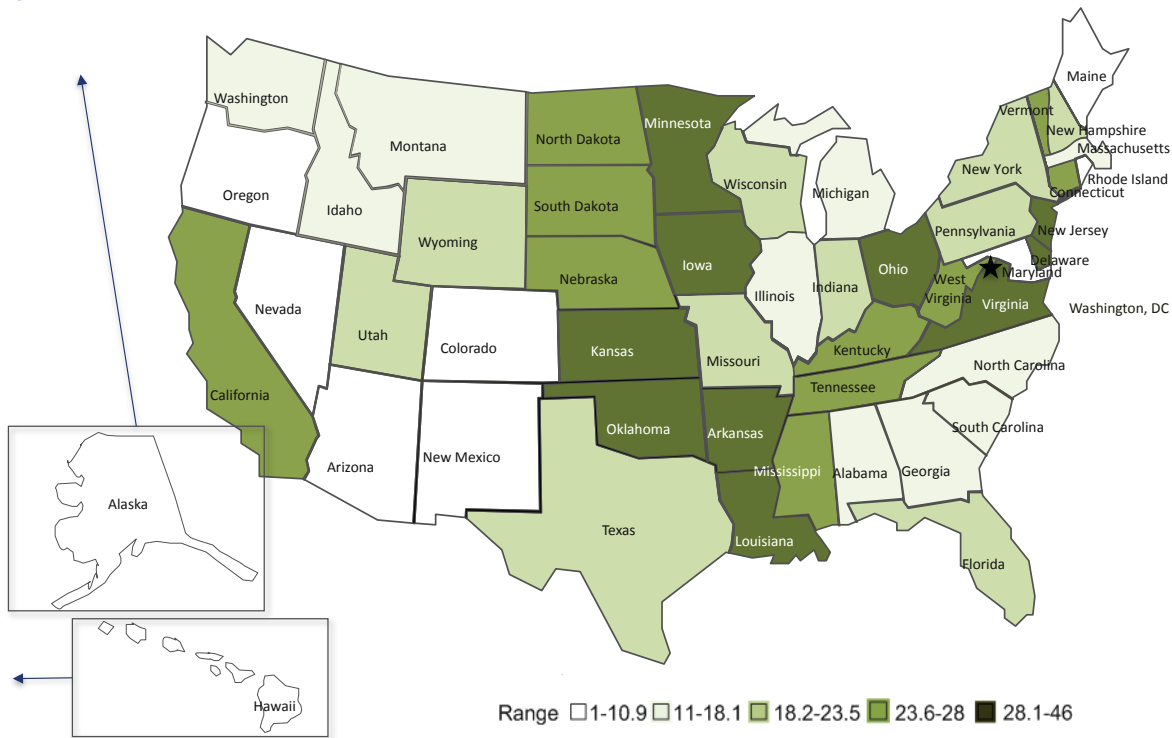 Maine
Washington
Vermont
Minnesota
New Hampshire
North Dakota
Montana
Massachusetts
New York
Rhode Island
Wisconsin
Michigan
Connecticut
Oregon
South Dakota
Idaho
Pennsylvania
New Jersey
Wyoming
Delaware
Iowa
Ohio
Maryland
Nebraska
West
Virginia
Indiana
Illinois
Virginia
Nevada
Washington, DC
Utah
Colorado
Kansas
Kentucky
Missouri
North Carolina
California
Tennessee
Oklahoma
Arkansas
South Carolina
New Mexico
Arizona
Mississippi
Alabama
Georgia
Alaska
Texas
Louisiana
Florida
Hawaii
Range 1-10.9 11-18.1 18.2-23.5 23.6-28 28.1-46